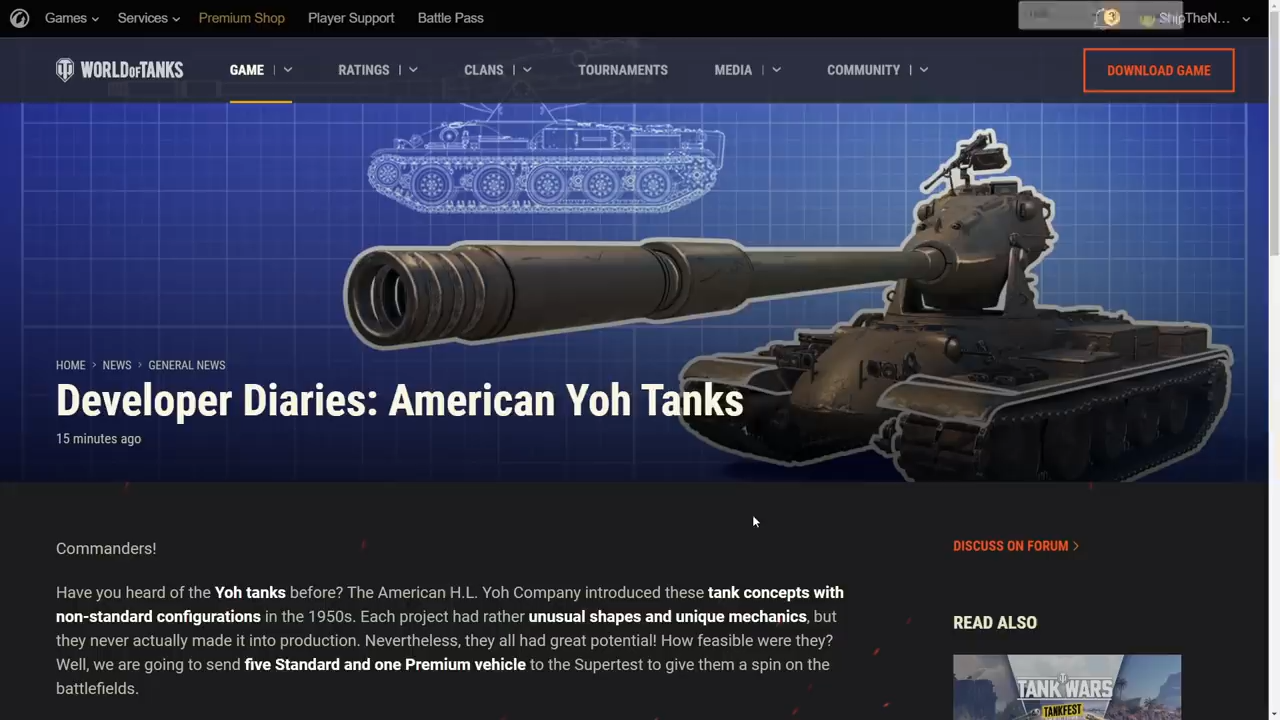 Games
Services
Premium Shop
Player Support
Battle Pass
3
ShipTheN...
WORLD OF TANKS
GAME
RATINGS
CLANS
TOURNAMENTS
MEDIA
COMMUNITY
DOWNLOAD GAME
HOME > NEWS > GENERAL NEWS
Developer Diaries: American Yoh Tanks
15 minutes ago
Commanders!
Have you heard of the Yoh tanks before? The American H.L. Yoh Company introduced these tank concepts with
non-standard configurations in the 1950s. Each project had rather unusual shapes and unique mechanics, but
they never actually made it into production. Nevertheless, they all had great potential! How feasible were they?
Well, we are going to send five Standard and one Premium vehicle to the Supertest to give them a spin on the
battlefields.
DISCUSS ON FORUM >
READ ALSO
TANK WARS
TANKFEST